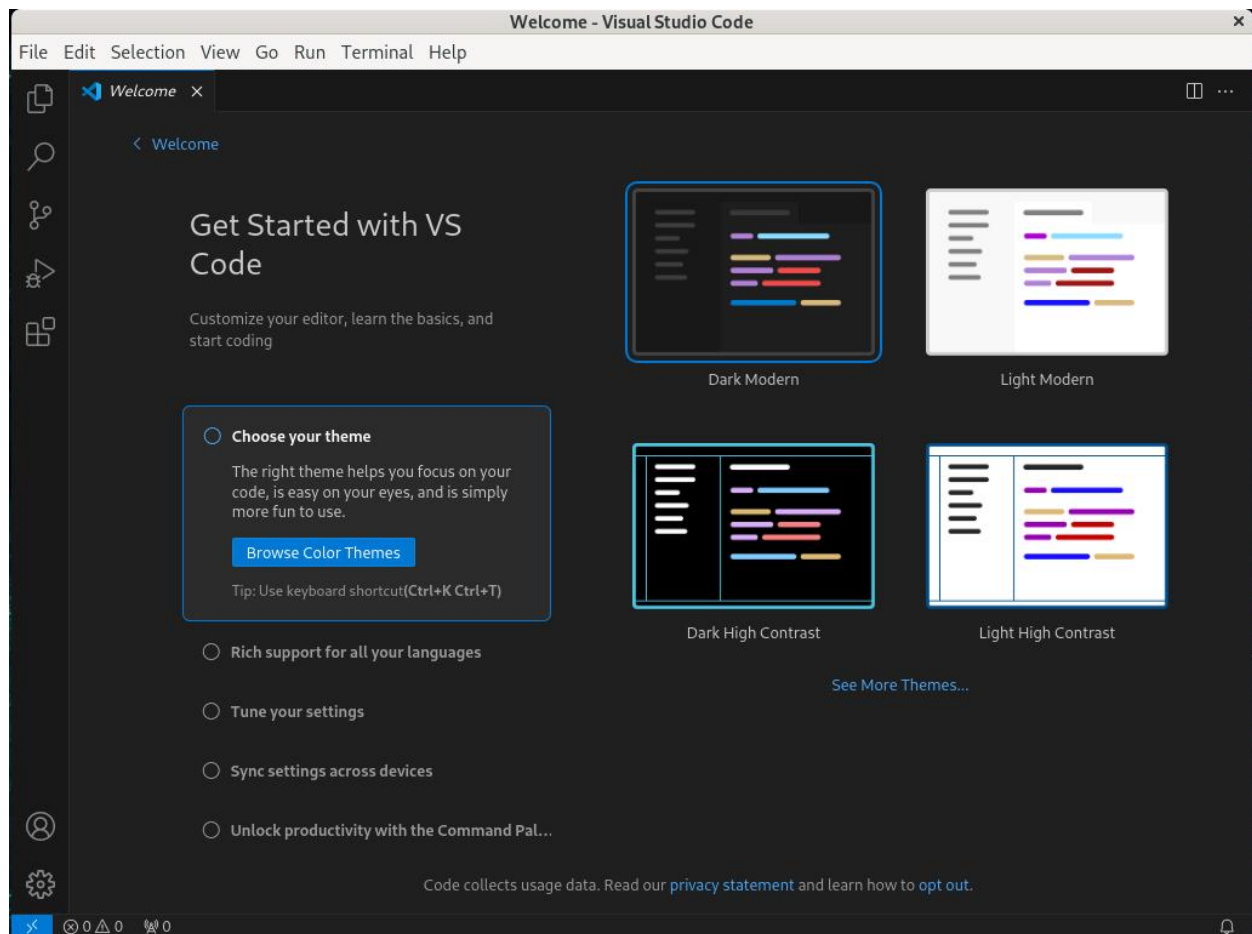 Welcome - Visual Studio Code
File Edit Selection View Go Run Terminal Help
Welcome
Welcome
Get Started with VS
Code
Customize your editor, learn the basics, and
start coding
Choose your theme
The right theme helps you focus on your
code, is easy on your eyes, and is simply
more fun to use.
Browse Color Themes
Tip: Use keyboard shortcut(Ctrl+K Ctrl+T)
Rich support for all your languages
Tune your settings
Sync settings across devices
Unlock productivity with the Command Pal...
Dark Modern
Light Modern
Dark High Contrast
Light High Contrast
See More Themes...
Code collects usage data. Read our privacy statement and learn how to opt out.
0 0 0